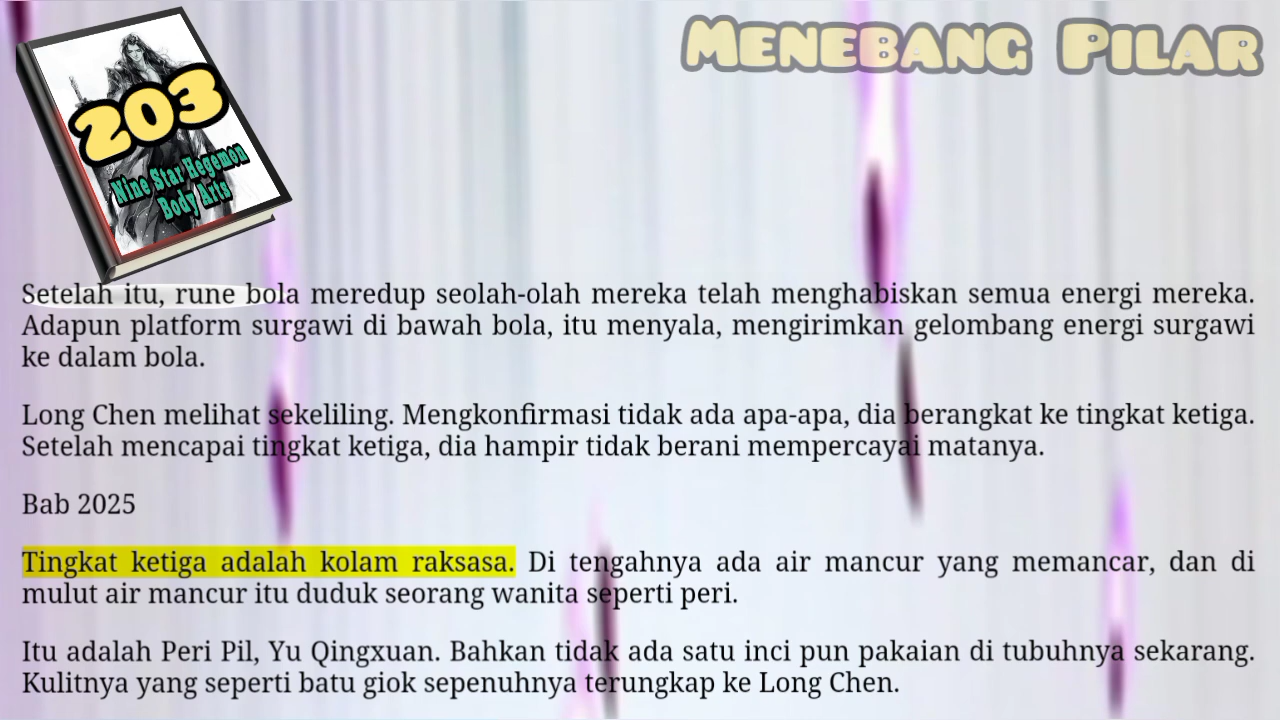 Menebang Pilar
203
Nine Star Hegemon
Body Arts
Setelah itu, rune bola meredup seolah-olah mereka telah menghabiskan semua energi mereka.
Adapun platform surgawi di bawah bola, itu menyala, mengirimkan gelombang energi surgawi
ke dalam bola.
Long Chen melihat sekeliling. Mengkonfirmasi tidak ada apa-apa, dia berangkat ke tingkat ketiga.
Setelah mencapai tingkat ketiga, dia hampir tidak berani mempercayai matanya.
Bab 2025
Tingkat ketiga adalah kolam raksasa. Di tengahnya ada air mancur yang memancar, dan di
mulut air mancur itu duduk seorang wanita seperti peri.
Itu adalah Peri Pil, Yu Qingxuan. Bahkan tidak ada satu inci pun pakaian di tubuhnya sekarang.
Kulitnya yang seperti batu giok sepenuhnya terungkap ke Long Chen.